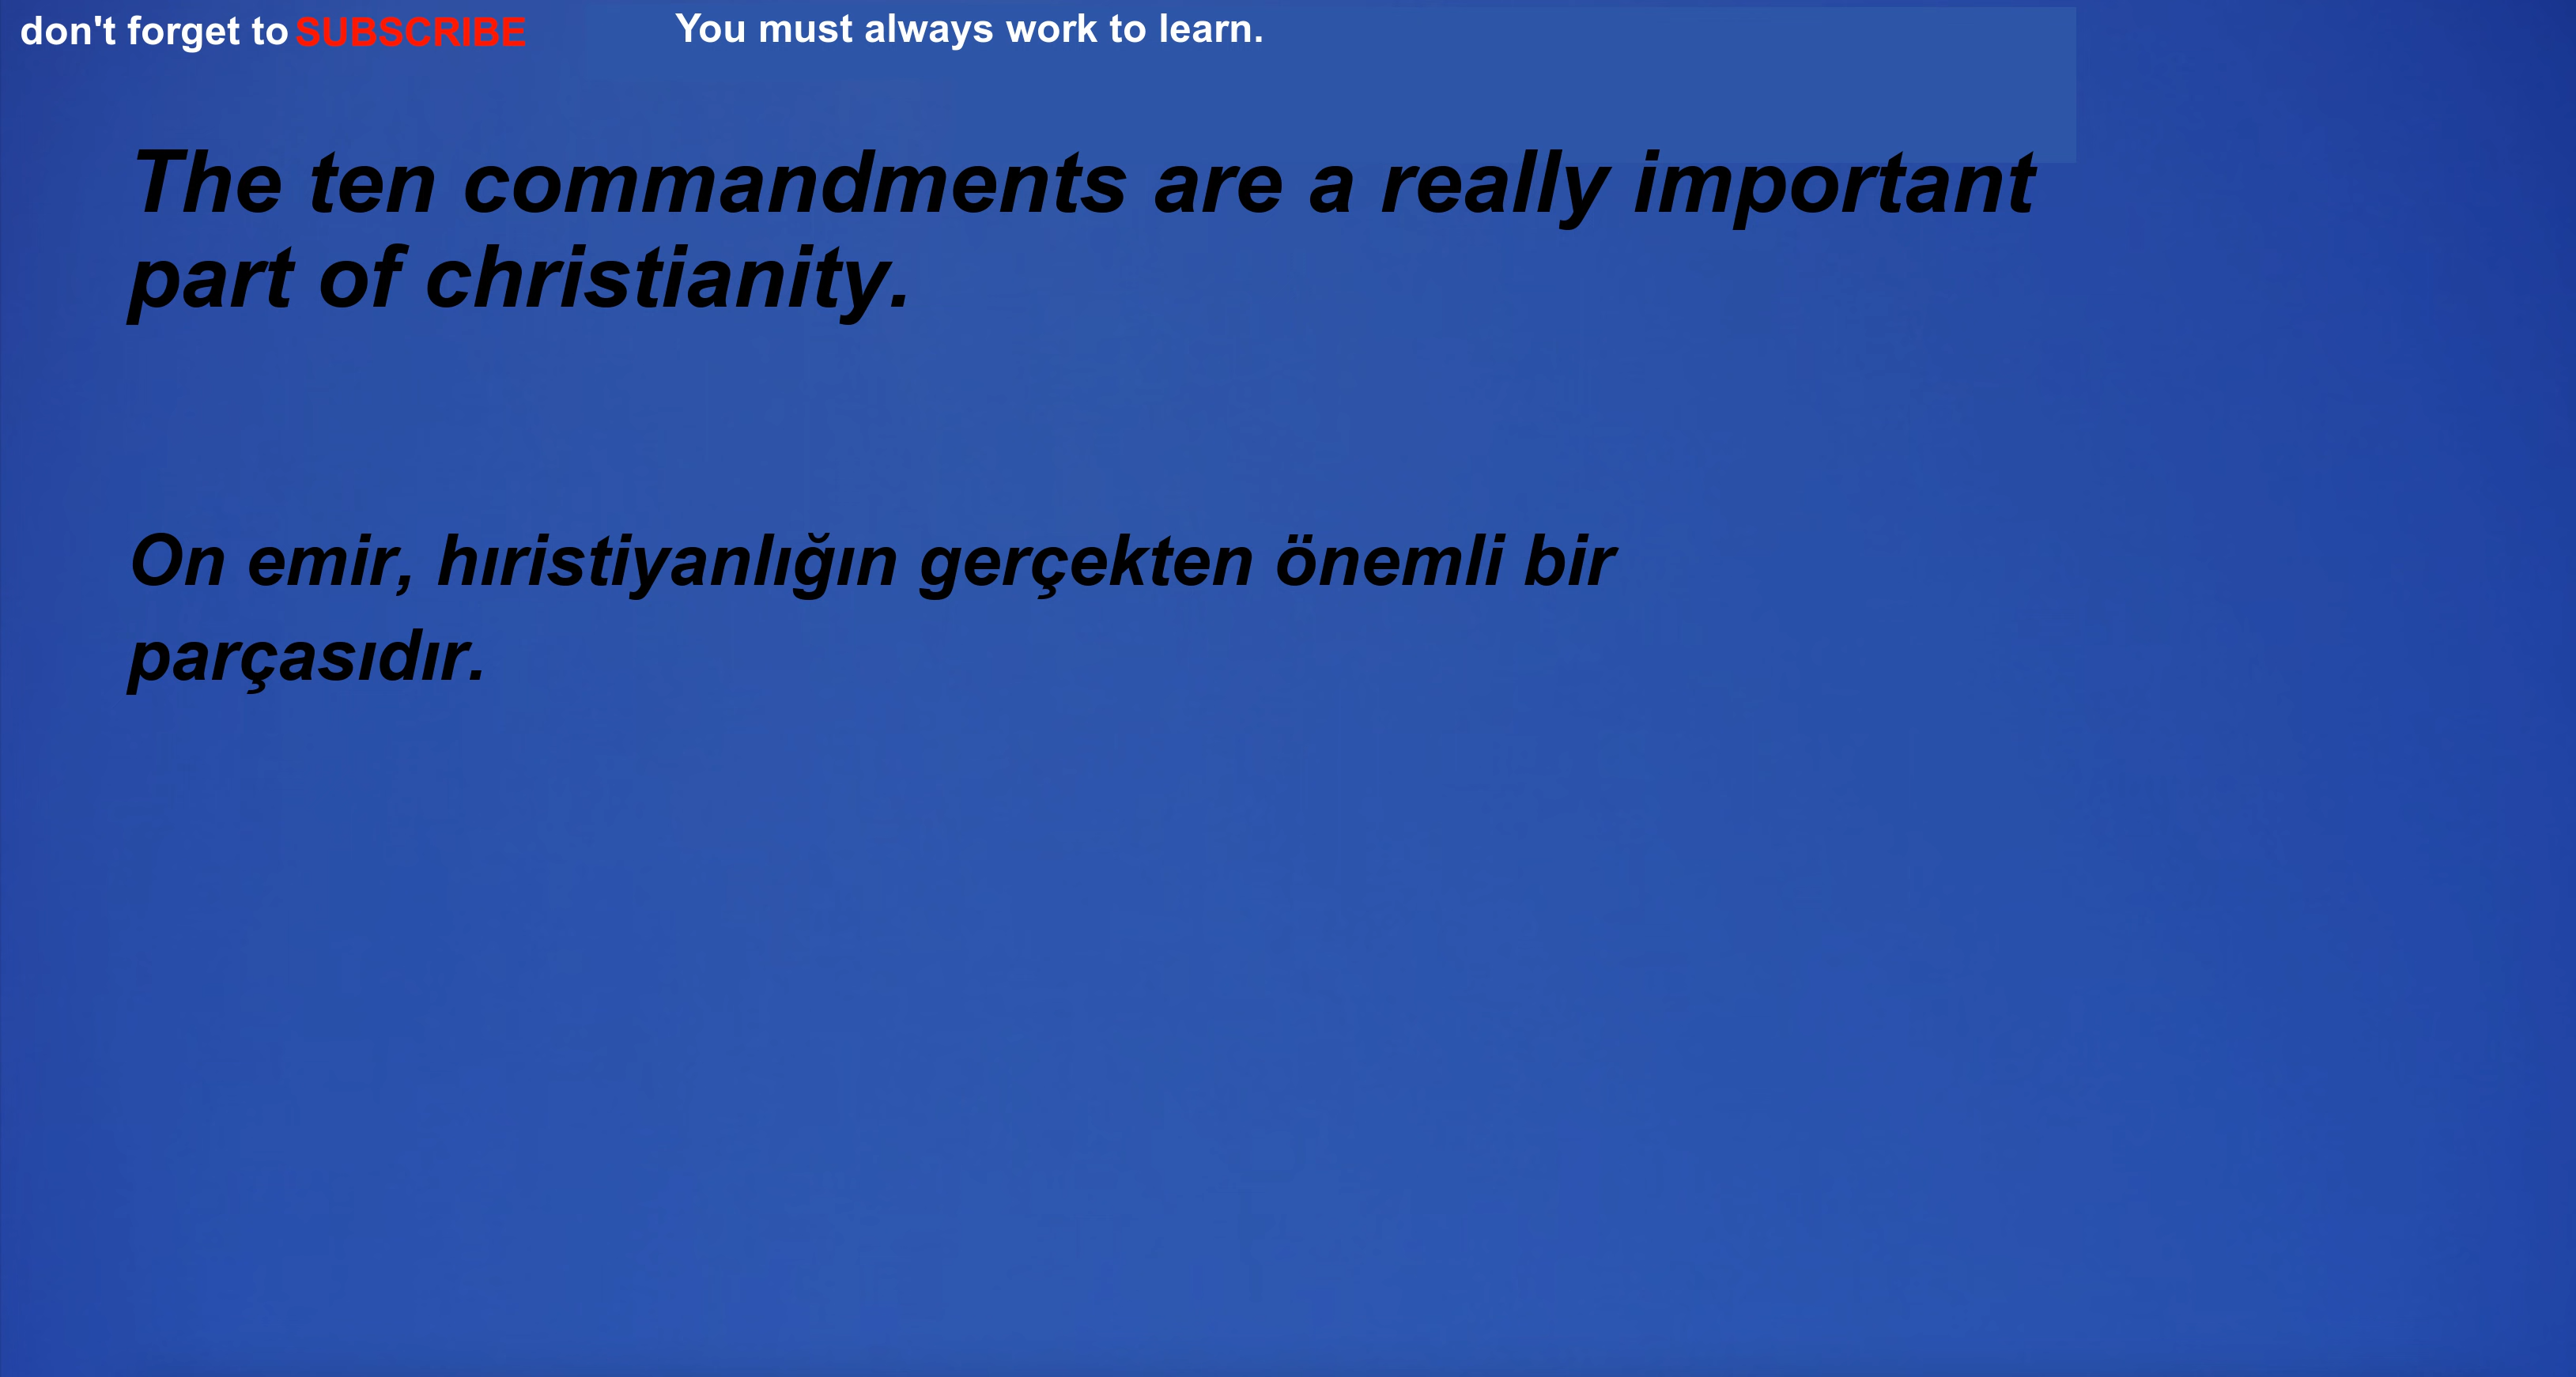 don't forget to SUBSCRIBE
You must always work to learn.
The ten commandments are a really important
part of christianity.
On emir, hıristiyanlığın gerçekten önemli bir
parçasıdır.